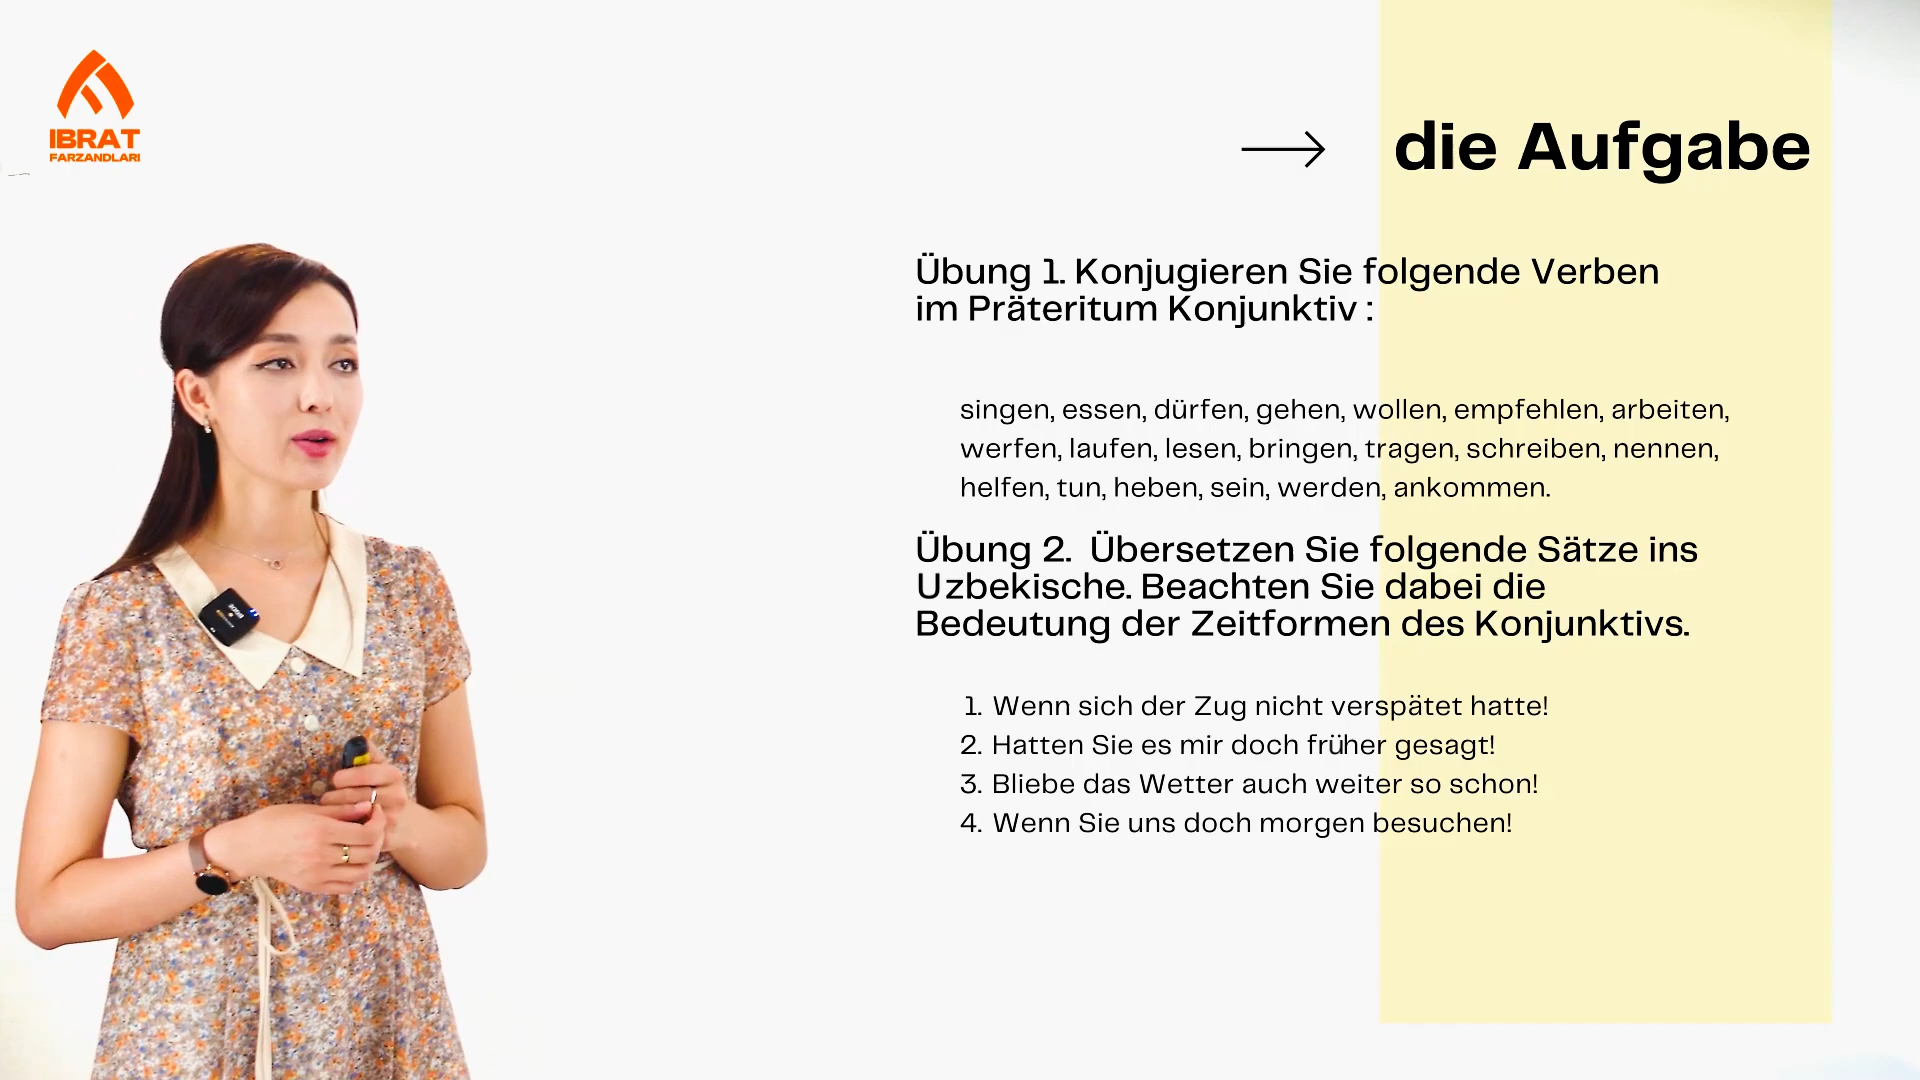 IBRAT
FARZANDLARI
die Aufgabe
Übung 1. Konjugieren Sie folgende Verben
im Präteritum Konjunktiv :
singen, essen, dürfen, gehen, wollen, empfehlen, arbeiten,
werfen, laufen, lesen, bringen, tragen, schreiben, nennen,
helfen, tun, heben, sein, werden, ankommen.
Übung 2. Übersetzen Sie folgende Sätze ins
Uzbekische. Beachten Sie dabei die
Bedeutung der Zeitformen des Konjunktivs.
1. Wenn sich der Zug nicht verspätet hatte!
2. Hatten Sie es mir doch früher gesagt!
3. Bliebe das Wetter auch weiter so schon!
4. Wenn Sie uns doch morgen besuchen!